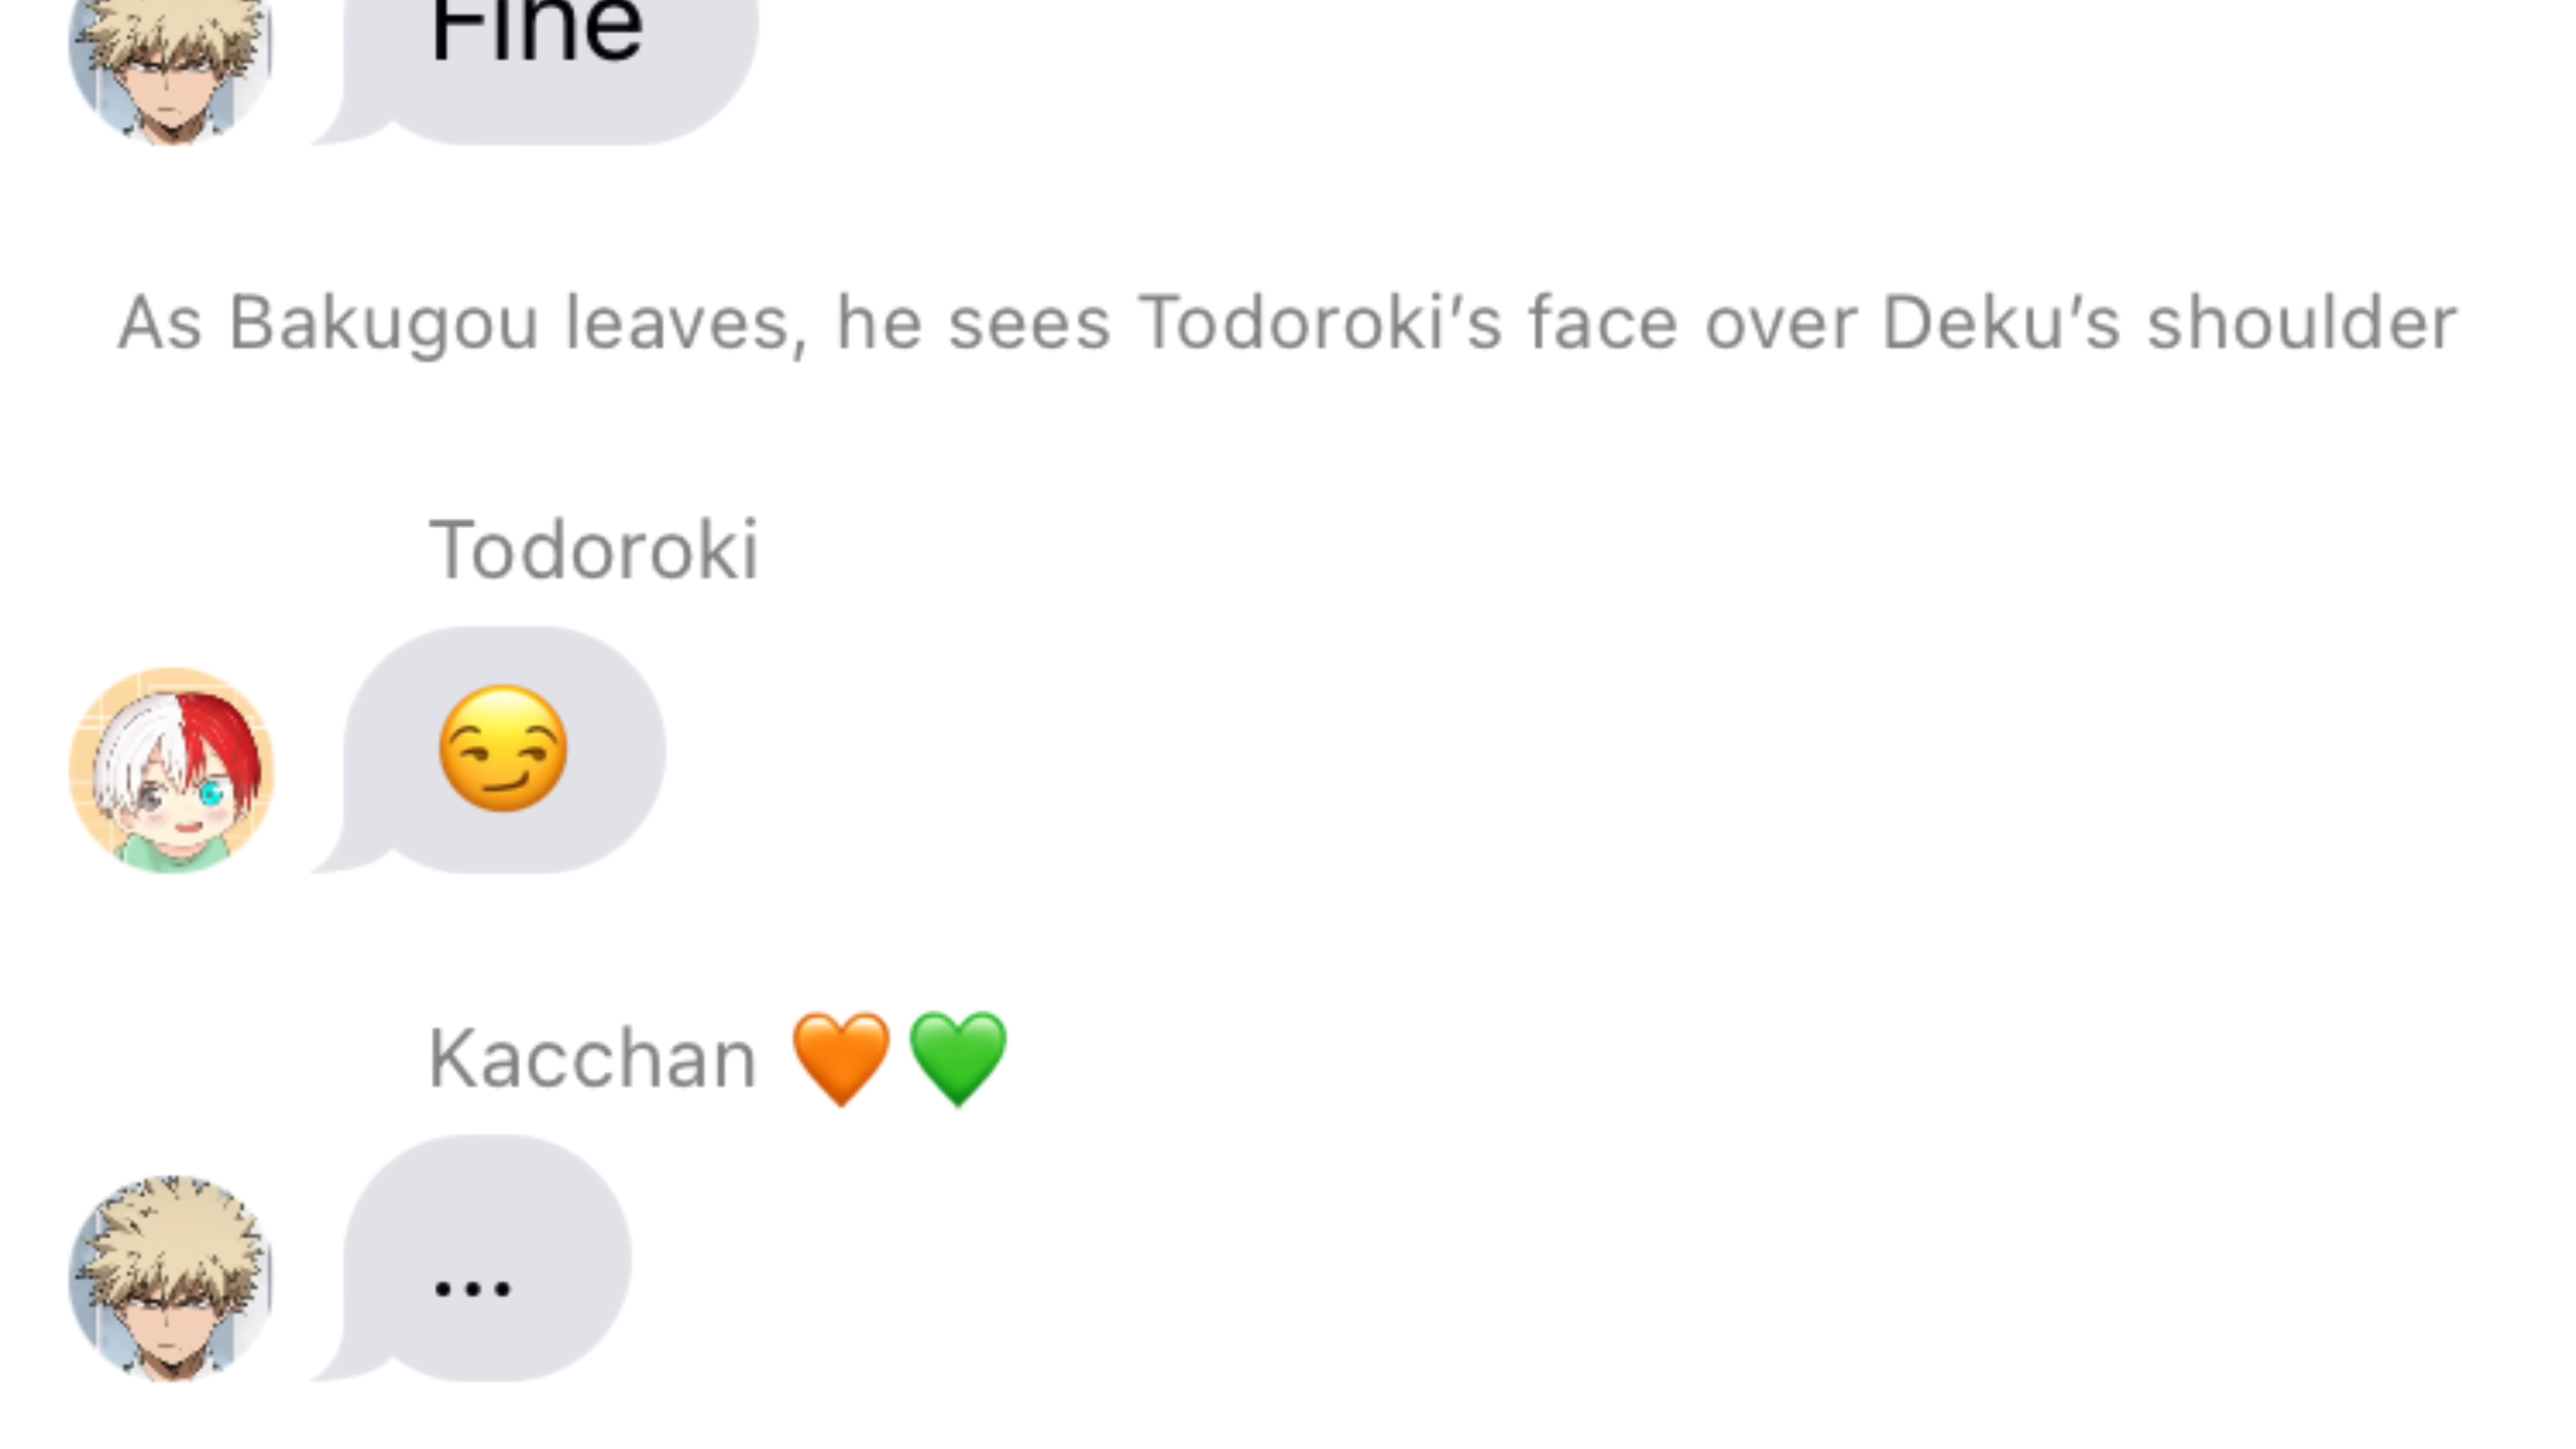 Fine
As Bakugou leaves, he sees Todoroki’s face over Deku’s shoulder
Todoroki
😏
Kacchan 🧡💚
...